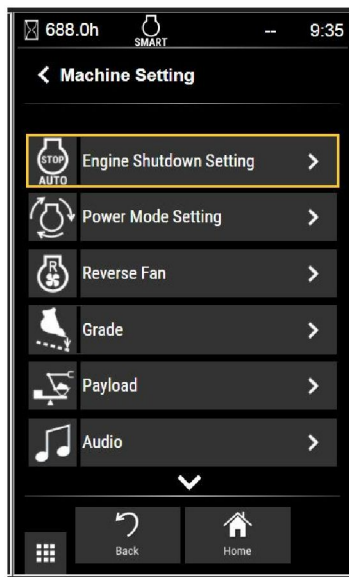 688.0h SMART -- 9:35
Machine Setting
STOP
AUTO
Engine Shutdown Setting
Power Mode Setting
R
Reverse Fan
Grade
Payload
Audio
Back Home